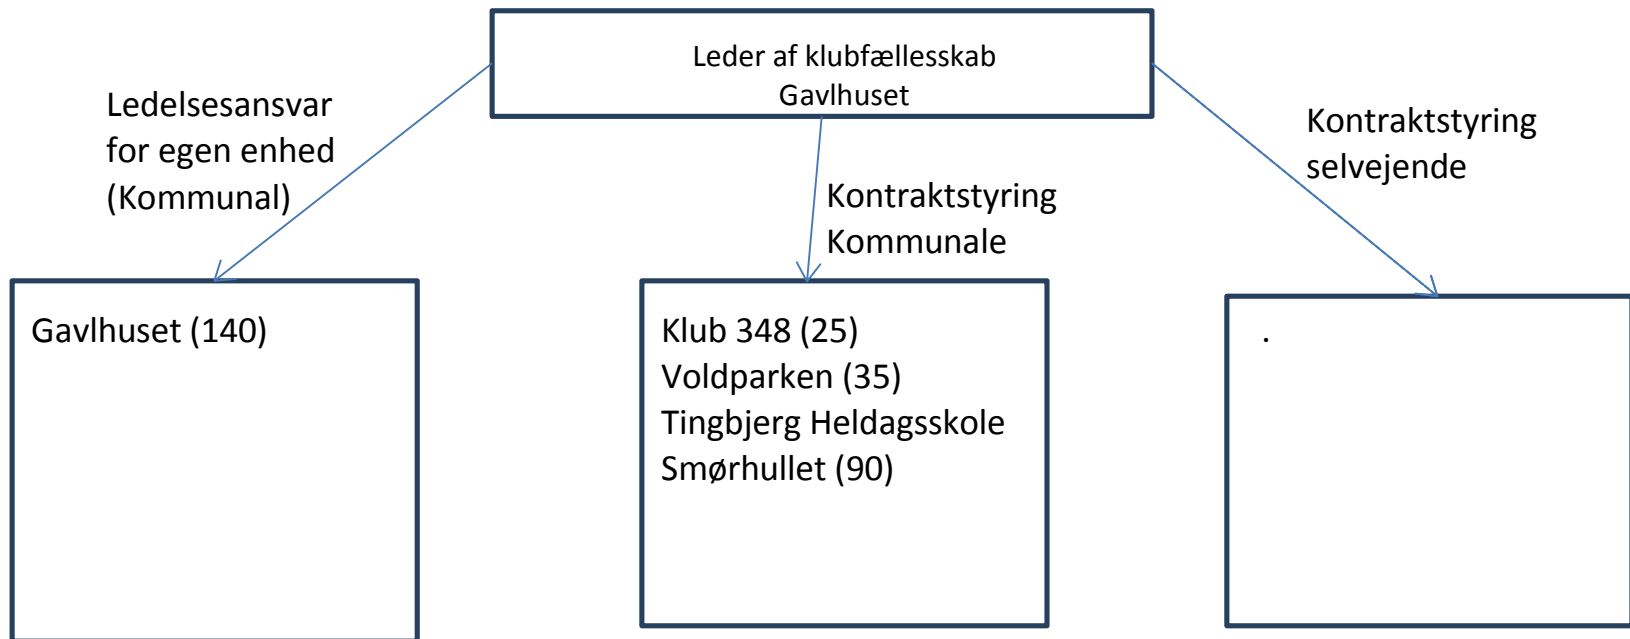 Leder af klubfællesskab
Gavlhuset
Ledelsesansvar
for egen enhed
(Kommunal)
Kontraktstyring
Kommunale
Kontraktstyring
selvejende
Gavlhuset (140)
Klub 348 (25)
Voldparken (35)
Tingbjerg Heldagsskole
Smørhullet (90)
.